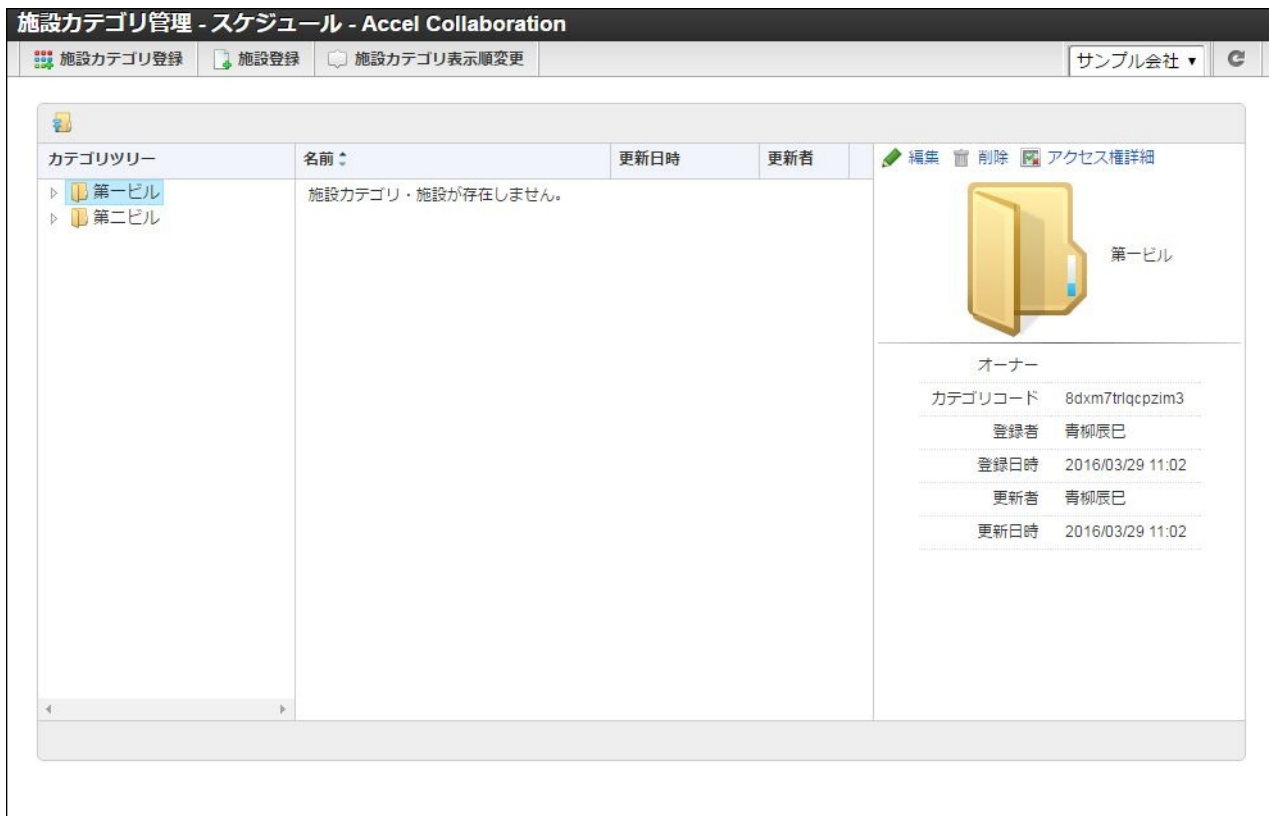 施設カテゴリ管理 - スケジュール - Accel Collaboration
施設カテゴリ登録 施設登録 施設カテゴリ表示順変更 サンプル会社
カテゴリツリー 名前 更新日時 更新者 編集 削除 アクセス権詳細
第一ビル 施設カテゴリ・施設が存在しません。
第二ビル
第一ビル
オーナー
カテゴリコード 8dxm7trlqcpzim3
登録者 青柳辰巳
登録日時 2016/03/29 11:02
更新者 青柳辰巳
更新日時 2016/03/29 11:02